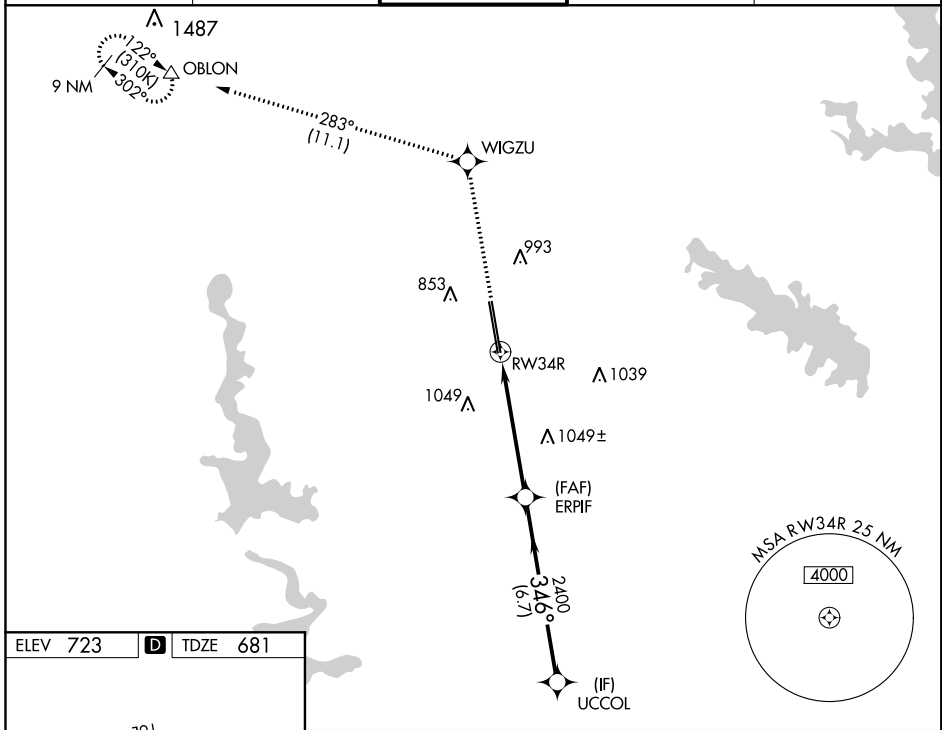 1487
122°
(310K)
302°
9 NM
OBLON
283°
(11.1)
WIGZU
993
853
RW34R
1039
1049
1049±
(FAF)
ERPIF
2400
346°
(6.7)
(IF)
UCCOL
MSA RW34R 25 NM
4000
ELEV 723 D TDZE 681